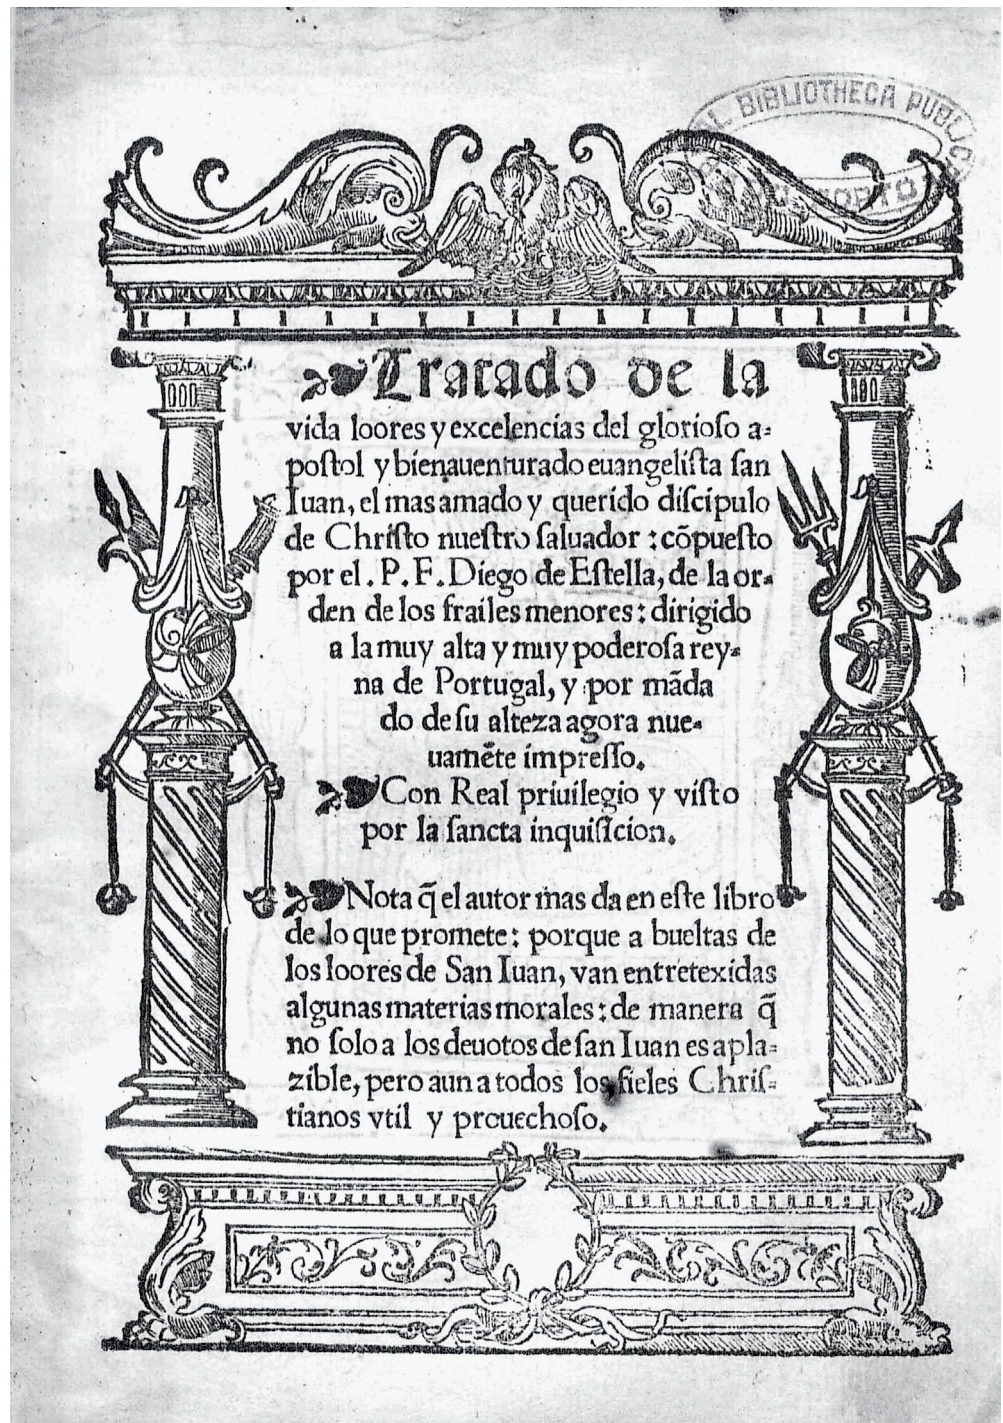 BIBLIOTHECA PUBLICA
PORTO
❧Tratado de la
vida loores y excelencias del glorioſo a-
poſtol y bienauenturado euangeliſta ſan
Iuan, el mas amado y querido diſcipulo
de Chriſto nueſtro ſaluador : cõpueſto
por el . P. F. Diego de Eſtella, de la or-
den de los frailes menores : dirigido
a la muy alta y muy poderoſa rey-
na de Portugal, y por mãda
do de ſu alteza agora nue-
uamẽte impreſſo.
❧Con Real priuilegio y viſto
por la ſancta inquiſicion.
❧Nota q̃ el autor mas da en eſte libro
de lo que promete : porque a bueltas de
los loores de San Iuan, van entretexidas
algunas materias morales : de manera q̃
no ſolo a los deuotos de ſan Iuan es apla-
zible, pero aun a todos los fieles Chriſ-
tianos vtil y prouechoſo.